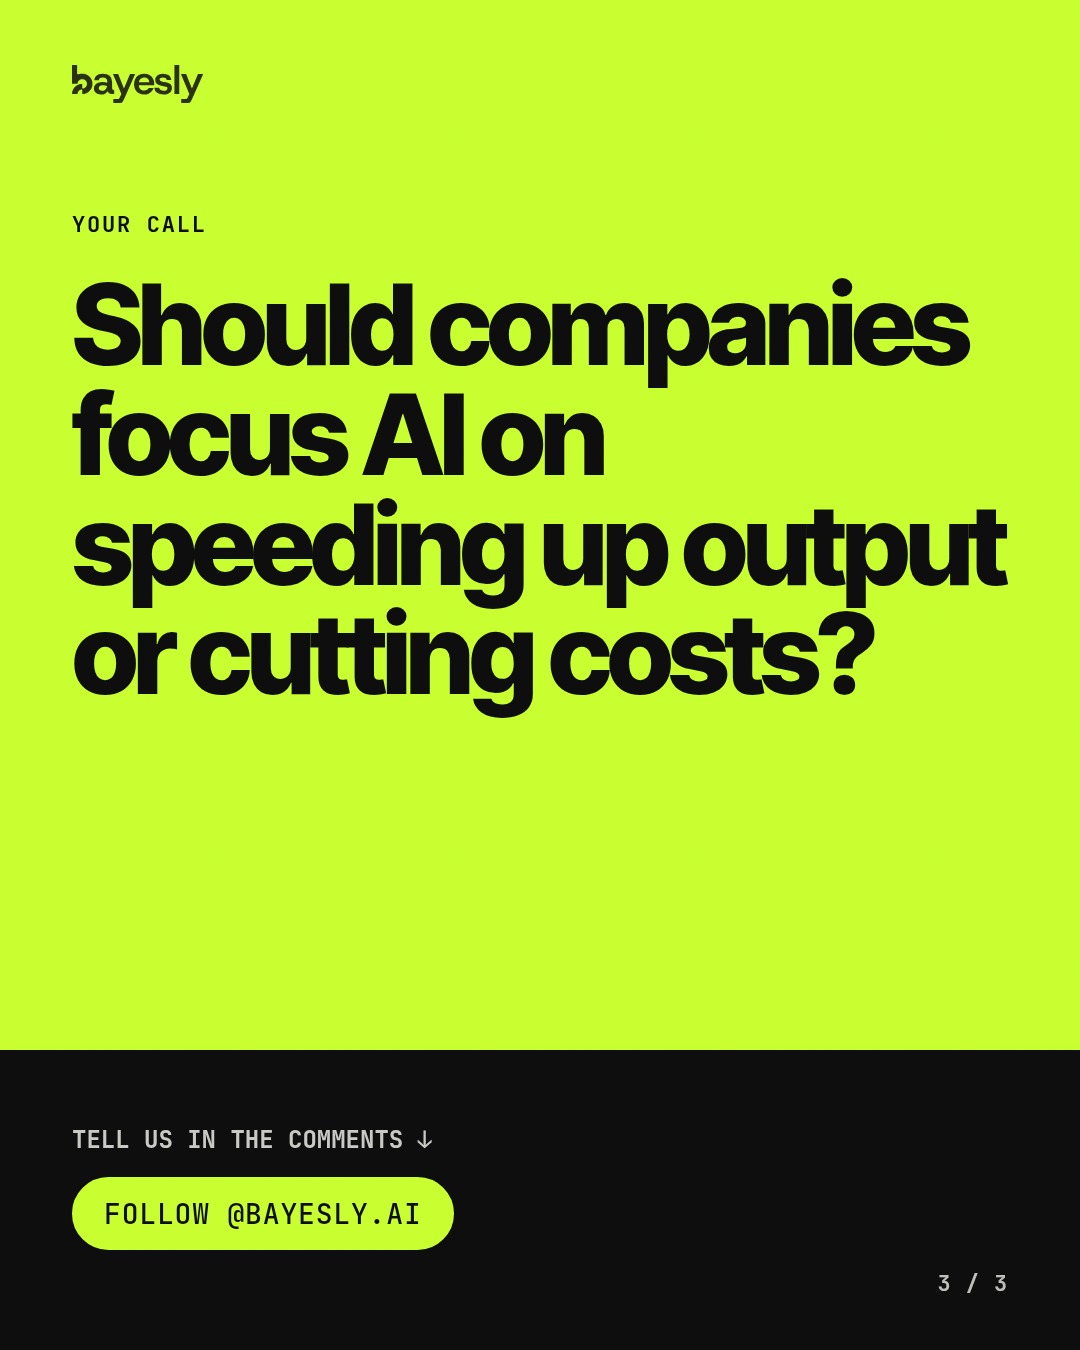 bayesly
YOUR CALL
Should companies
focus AI on
speeding up output
or cutting costs?
TELL US IN THE COMMENTS ↓
FOLLOW @BAYESLY.AI
3 / 3